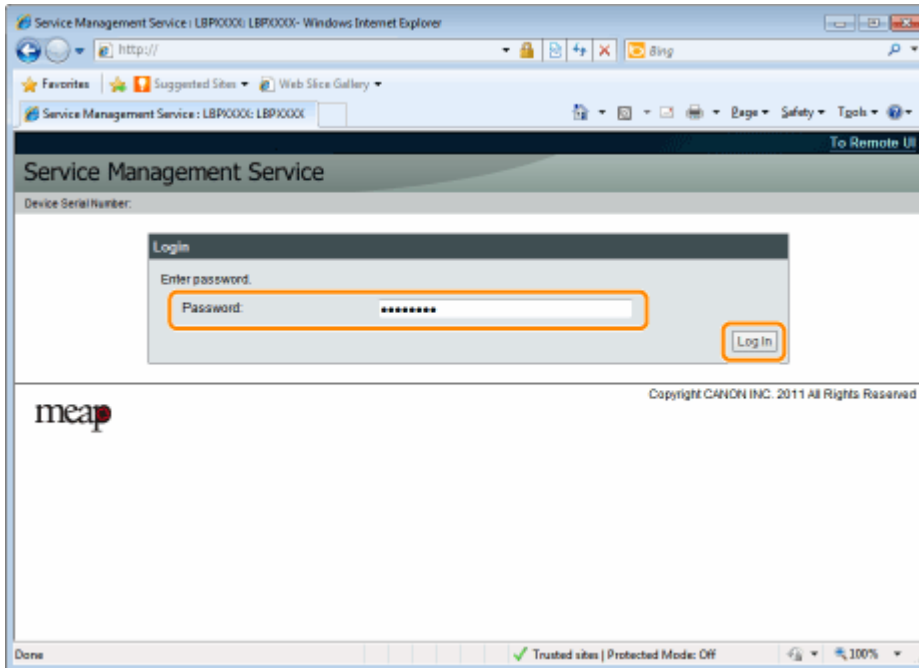 Service Management Service : LBPXXXX: LBPXXXX- Windows Internet Explorer
http://
Bing
Favorites Suggested Sites Web Slice Gallery
Service Management Service : LBPXXXX: LBPXXXX
Page Safety Tools
To Remote UI
Service Management Service
Device Serial Number:
Login
Enter password.
Password: ••••••••
Log In
Copyright CANON INC. 2011 All Rights Reserved
meap
Done Trusted sites | Protected Mode: Off 100%